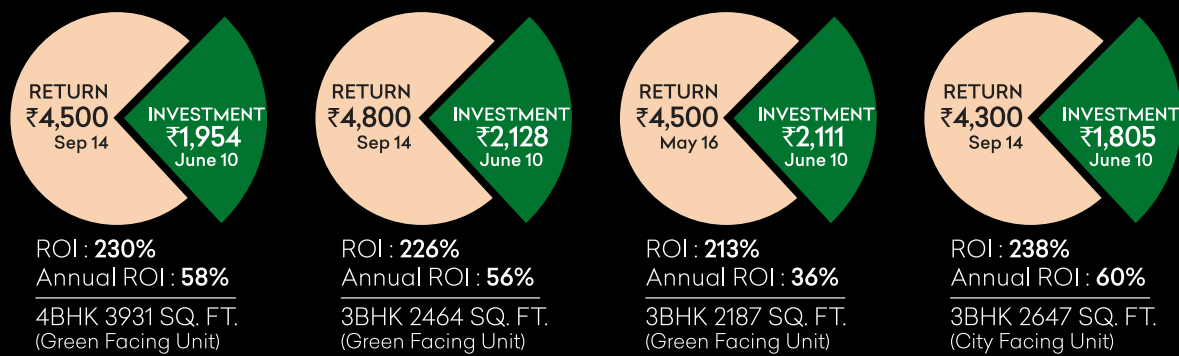 RETURN
₹4,500
Sep 14
INVESTMENT
₹1,954
June 10
ROI : 230%
Annual ROI : 58%
4BHK 3931 SQ. FT.
(Green Facing Unit)
RETURN
₹4,800
Sep 14
INVESTMENT
₹2,128
June 10
ROI : 226%
Annual ROI : 56%
3BHK 2464 SQ. FT.
(Green Facing Unit)
RETURN
₹4,500
May 16
INVESTMENT
₹2,111
June 10
ROI : 213%
Annual ROI : 36%
3BHK 2187 SQ. FT.
(Green Facing Unit)
RETURN
₹4,300
Sep 14
INVESTMENT
₹1,805
June 10
ROI : 238%
Annual ROI : 60%
3BHK 2647 SQ. FT.
(City Facing Unit)